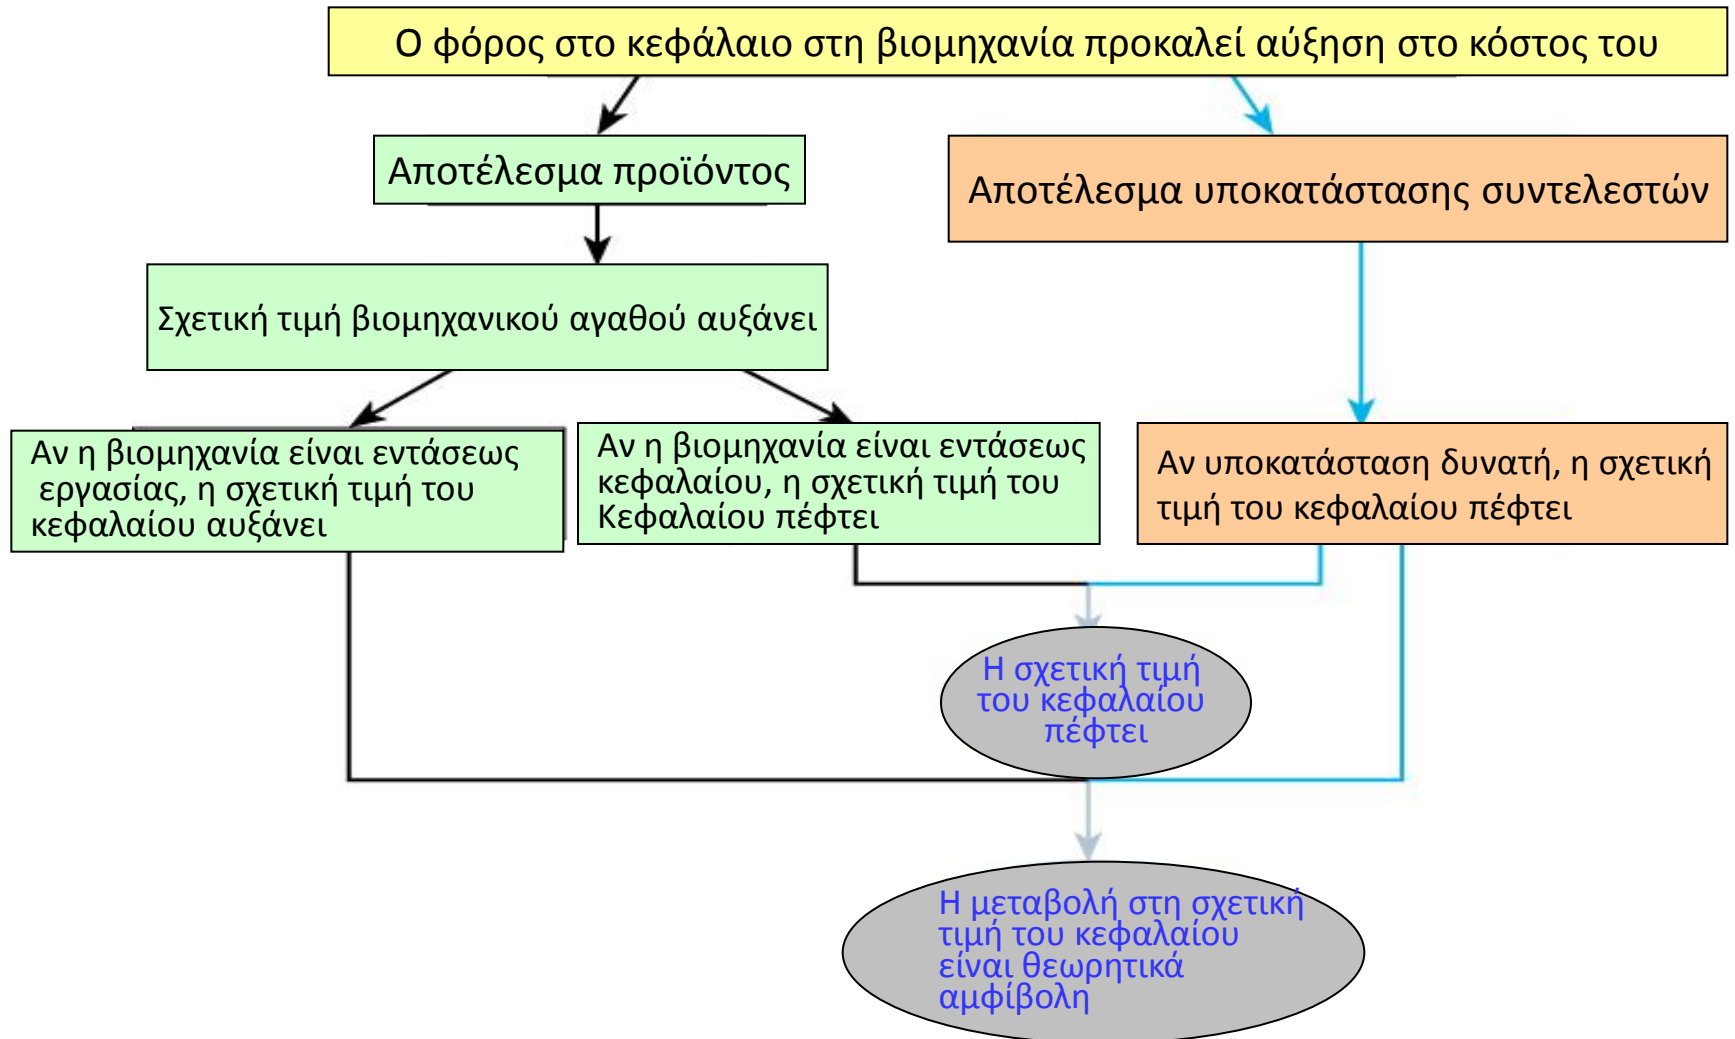 Ο φόρος στο κεφάλαιο στη βιομηχανία προκαλεί αύξηση στο κόστος του
Αποτέλεσμα προϊόντος
Αποτέλεσμα υποκατάστασης συντελεστών
Σχετική τιμή βιομηχανικού αγαθού αυξάνει
Αν η βιομηχανία είναι εντάσεως
εργασίας, η σχετική τιμή του
κεφαλαίου αυξάνει
Αν η βιομηχανία είναι εντάσεως
κεφαλαίου, η σχετική τιμή του
Κεφαλαίου πέφτει
Αν υποκατάσταση δυνατή, η σχετική
τιμή του κεφαλαίου πέφτει
Η σχετική τιμή
του κεφαλαίου
πέφτει
Η μεταβολή στη σχετική
τιμή του κεφαλαίου
είναι θεωρητικά
αμφίβολη